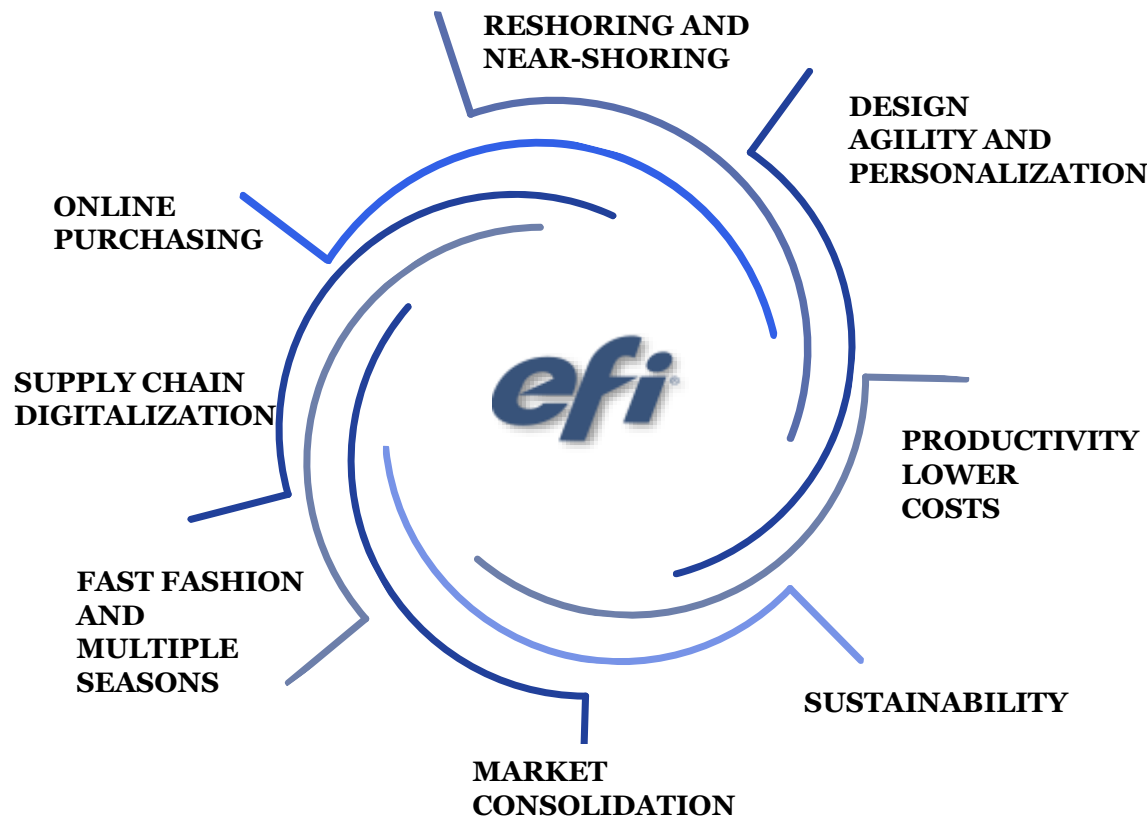 RESHORING AND
NEAR-SHORING
DESIGN
AGILITY AND
PERSONALIZATION
ONLINE
PURCHASING
efi®
SUPPLY CHAIN
DIGITALIZATION
PRODUCTIVITY
LOWER
COSTS
FAST FASHION
AND
MULTIPLE
SEASONS
SUSTAINABILITY
MARKET
CONSOLIDATION